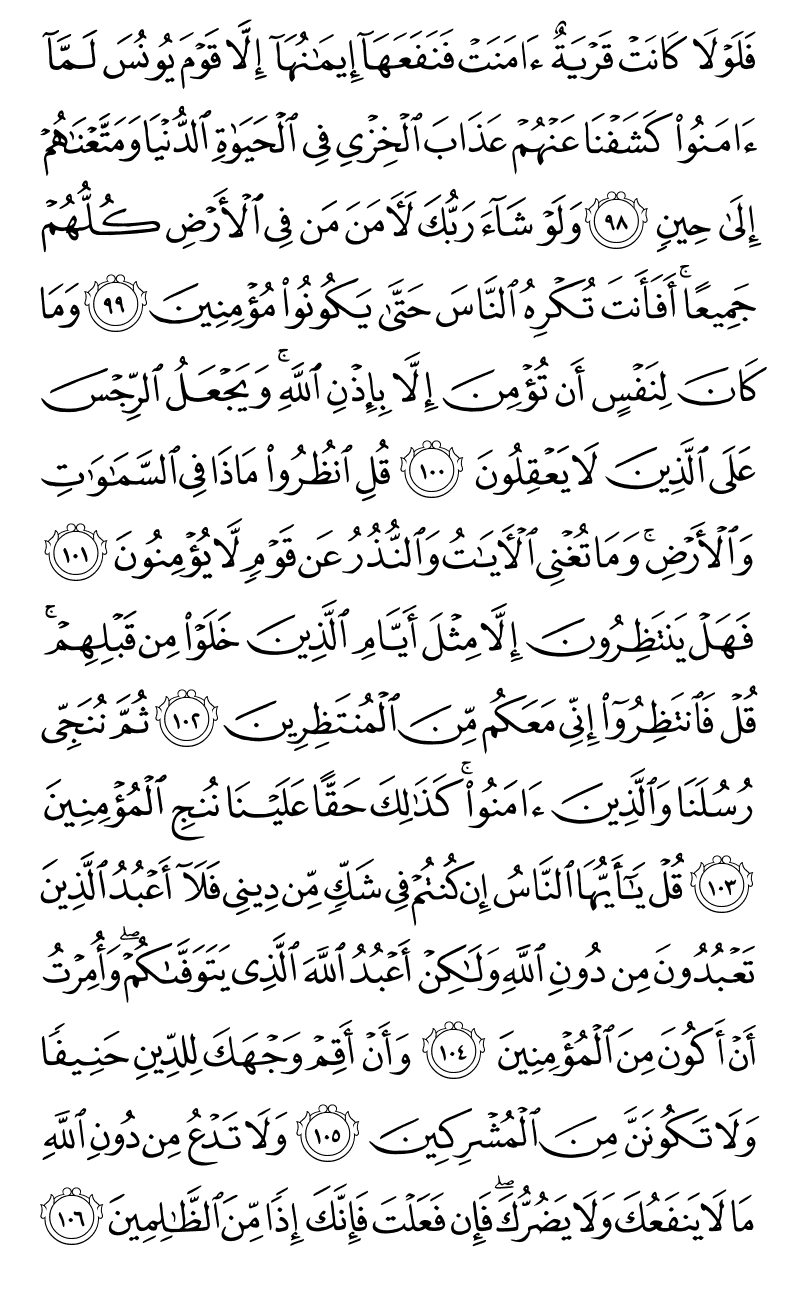 فَلَوْلَا كَانَتْ قَرْيَةٌ ءَامَنَتْ فَنَفَعَهَآ إِيمَٰنُهَآ إِلَّا قَوْمَ يُونُسَ لَمَّآ
ءَامَنُوا۟ كَشَفْنَا عَنْهُمْ عَذَابَ ٱلْخِزْىِ فِى ٱلْحَيَوٰةِ ٱلدُّنْيَا وَمَتَّعْنَٰهُمْ
إِلَىٰ حِينٍ ۝٩٨ وَلَوْ شَآءَ رَبُّكَ لَـَٔامَنَ مَن فِى ٱلْأَرْضِ كُلُّهُمْ
جَمِيعًا ۚ أَفَأَنتَ تُكْرِهُ ٱلنَّاسَ حَتَّىٰ يَكُونُوا۟ مُؤْمِنِينَ ۝٩٩ وَمَا
كَانَ لِنَفْسٍ أَن تُؤْمِنَ إِلَّا بِإِذْنِ ٱللَّهِ ۚ وَيَجْعَلُ ٱلرِّجْسَ
عَلَى ٱلَّذِينَ لَا يَعْقِلُونَ ۝١٠٠ قُلِ ٱنظُرُوا۟ مَاذَا فِى ٱلسَّمَٰوَٰتِ
وَٱلْأَرْضِ ۚ وَمَا تُغْنِى ٱلْـَٔايَٰتُ وَٱلنُّذُرُ عَن قَوْمٍ لَّا يُؤْمِنُونَ ۝١٠١
فَهَلْ يَنتَظِرُونَ إِلَّا مِثْلَ أَيَّامِ ٱلَّذِينَ خَلَوْا۟ مِن قَبْلِهِمْ ۚ
قُلْ فَٱنتَظِرُوٓا۟ إِنِّى مَعَكُم مِّنَ ٱلْمُنتَظِرِينَ ۝١٠٢ ثُمَّ نُنَجِّى
رُسُلَنَا وَٱلَّذِينَ ءَامَنُوا۟ ۚ كَذَٰلِكَ حَقًّا عَلَيْنَا نُنجِ ٱلْمُؤْمِنِينَ
۝١٠٣ قُلْ يَٰٓأَيُّهَا ٱلنَّاسُ إِن كُنتُمْ فِى شَكٍّ مِّن دِينِى فَلَآ أَعْبُدُ ٱلَّذِينَ
تَعْبُدُونَ مِن دُونِ ٱللَّهِ وَلَٰكِنْ أَعْبُدُ ٱللَّهَ ٱلَّذِى يَتَوَفَّىٰكُمْ ۖ وَأُمِرْتُ
أَنْ أَكُونَ مِنَ ٱلْمُؤْمِنِينَ ۝١٠٤ وَأَنْ أَقِمْ وَجْهَكَ لِلدِّينِ حَنِيفًا
وَلَا تَكُونَنَّ مِنَ ٱلْمُشْرِكِينَ ۝١٠٥ وَلَا تَدْعُ مِن دُونِ ٱللَّهِ
مَا لَا يَنفَعُكَ وَلَا يَضُرُّكَ ۖ فَإِن فَعَلْتَ فَإِنَّكَ إِذًا مِّنَ ٱلظَّٰلِمِينَ ۝١٠٦